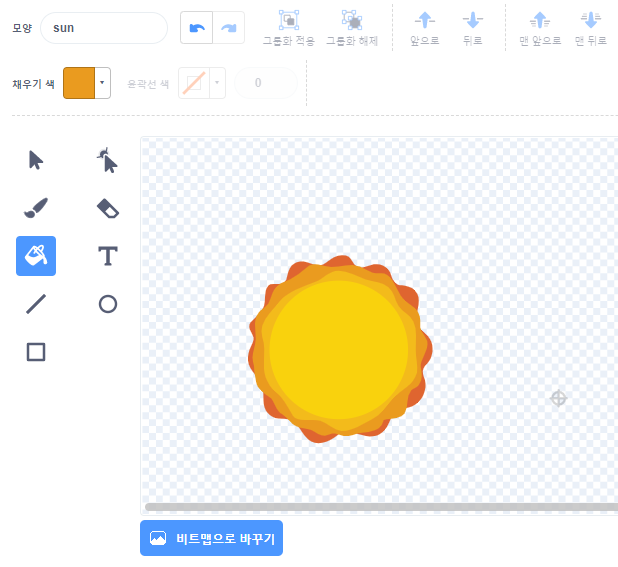 모양 sun
그룹화 적용 그룹화 해제 앞으로 뒤로 맨 앞으로 맨 뒤로
채우기 색 윤곽선 색 0
비트맵으로 바꾸기